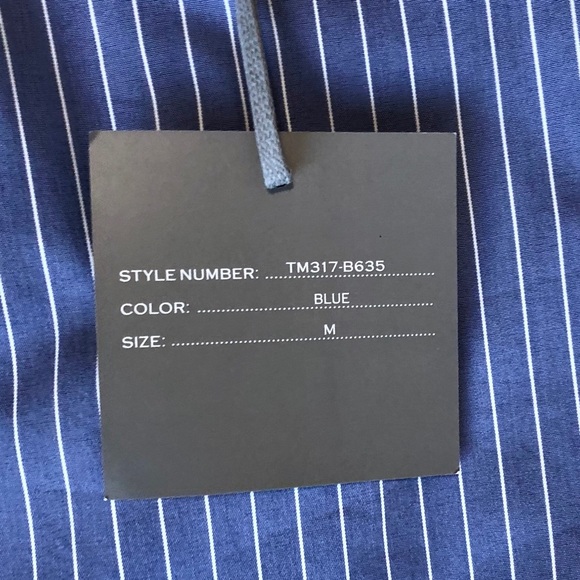 STYLE NUMBER: TM317-B635
COLOR: BLUE
SIZE: M